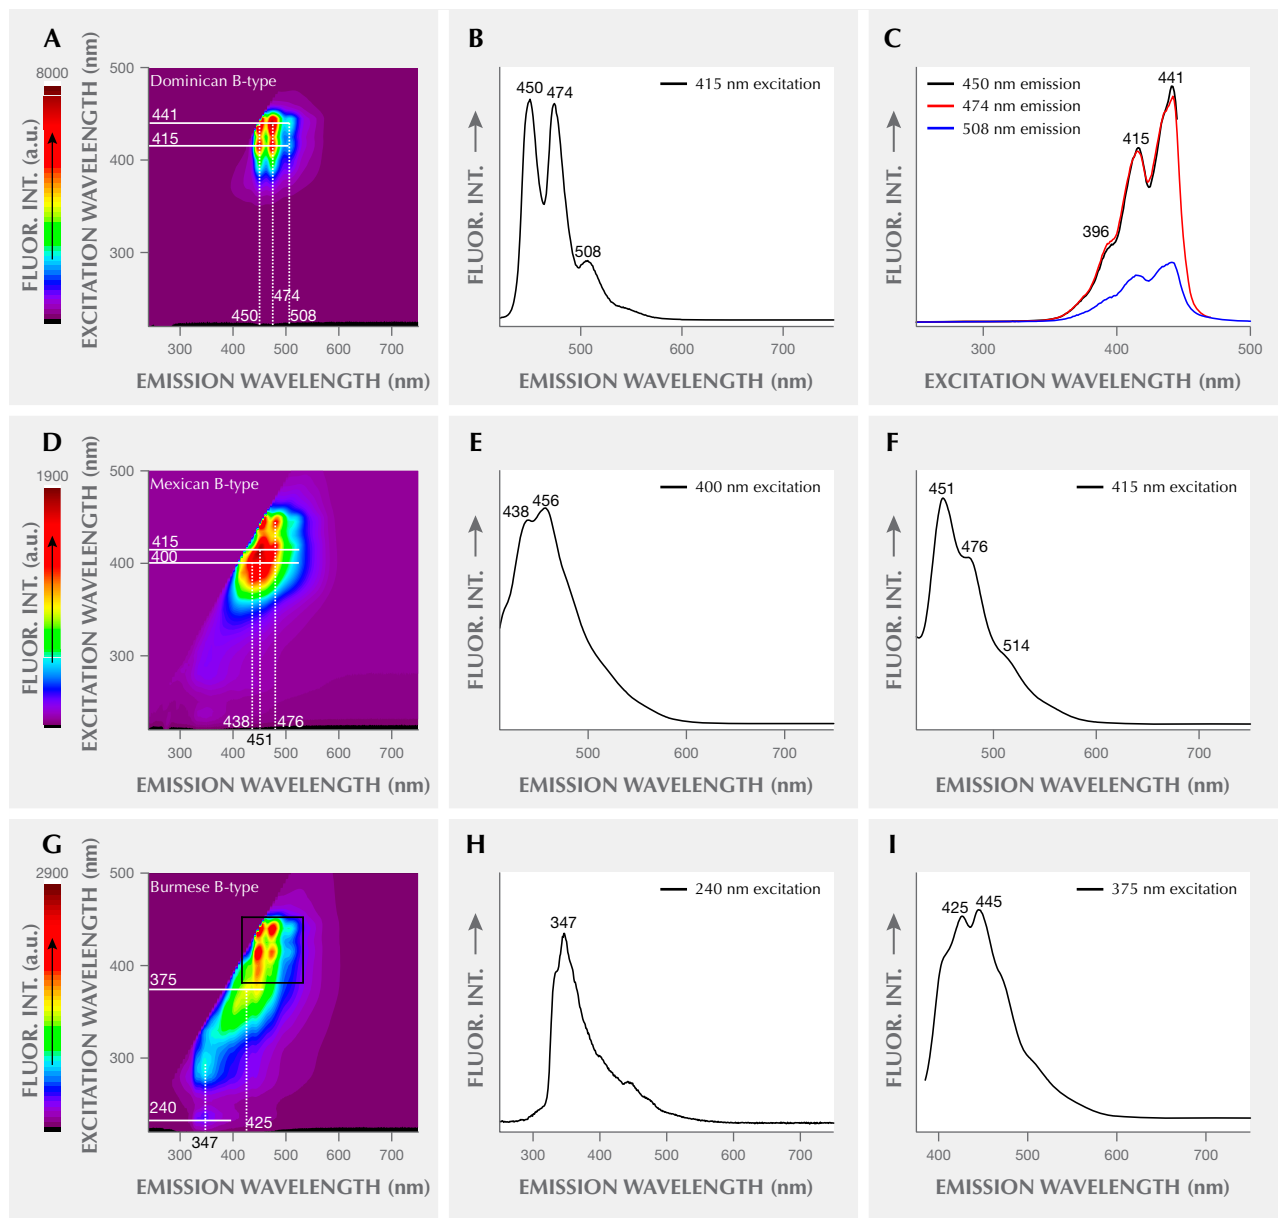 A
8000
FLUOR. INT. (a.u.)
EXCITATION WAVELENGTH (nm)
500
400
300
Dominican B-type
441
415
474
450
508
300 400 500 600 700
EMISSION WAVELENGTH (nm)
B
FLUOR. INT.
415 nm excitation
450
474
508
500 600 700
EMISSION WAVELENGTH (nm)
C
FLUOR. INT.
450 nm emission
474 nm emission
508 nm emission
441
415
396
300 400 500
EXCITATION WAVELENGTH (nm)
D
1900
FLUOR. INT. (a.u.)
EXCITATION WAVELENGTH (nm)
500
400
300
Mexican B-type
415
400
438 476
451
300 400 500 600 700
EMISSION WAVELENGTH (nm)
E
FLUOR. INT.
400 nm excitation
438
456
500 600 700
EMISSION WAVELENGTH (nm)
F
FLUOR. INT.
415 nm excitation
451
476
514
500 600 700
EMISSION WAVELENGTH (nm)
G
2900
FLUOR. INT. (a.u.)
EXCITATION WAVELENGTH (nm)
500
400
300
Burmese B-type
375
240
425
347
300 400 500 600 700
EMISSION WAVELENGTH (nm)
H
FLUOR. INT.
240 nm excitation
347
300 400 500 600 700
EMISSION WAVELENGTH (nm)
I
FLUOR. INT.
375 nm excitation
425
445
400 500 600 700
EMISSION WAVELENGTH (nm)